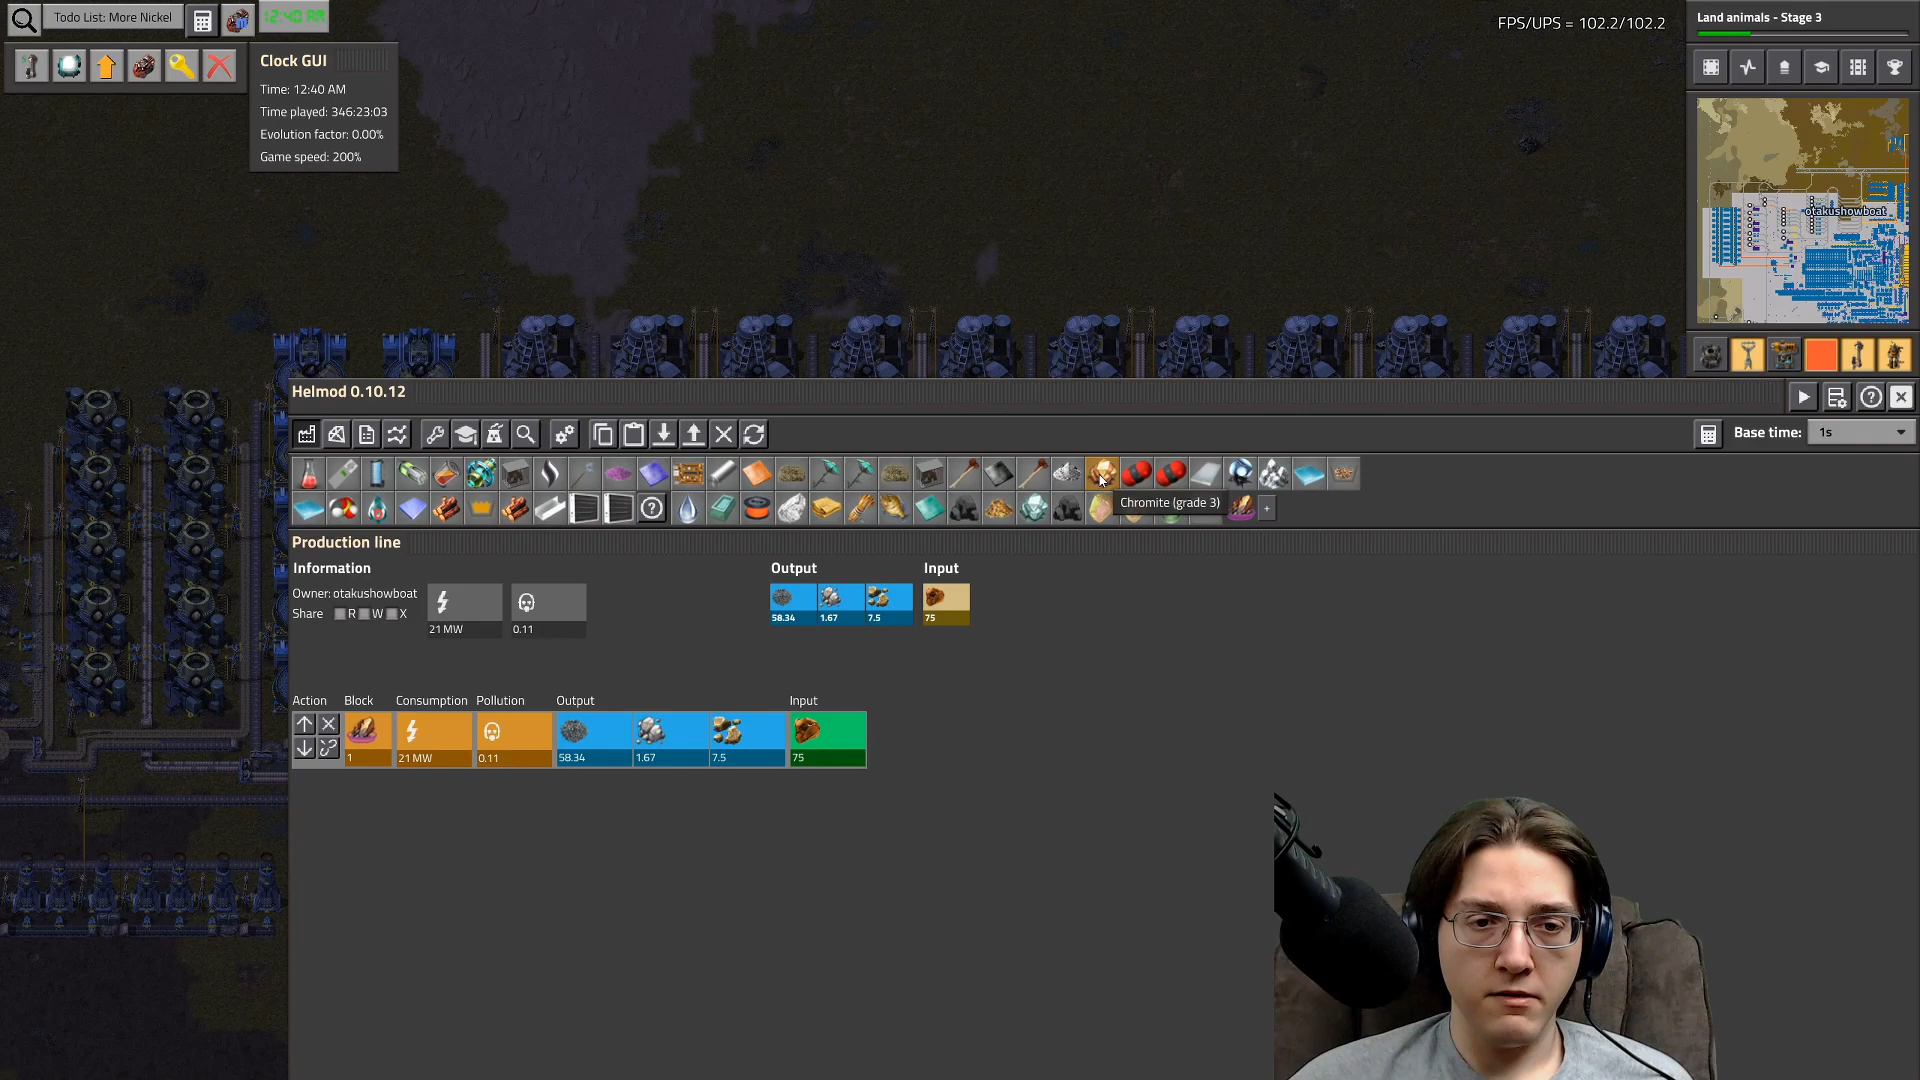 Todo List: More Nickel
12:40 AM
FPS/UPS = 102.2/102.2
Land animals - Stage 3
Clock GUI
Time: 12:40 AM
Time played: 346:23:03
Evolution factor: 0.00%
Game speed: 200%
otakushowboat
Helmod 0.10.12
Base time:
1s
Chromite (grade 3)
+
Production line
Information
Output
Input
Owner: otakushowboat
Share R W X
21 MW
0.11
58.34
1.67
7.5
75
Action
Block
Consumption
Pollution
Output
Input
1
21 MW
0.11
58.34
1.67
7.5
75